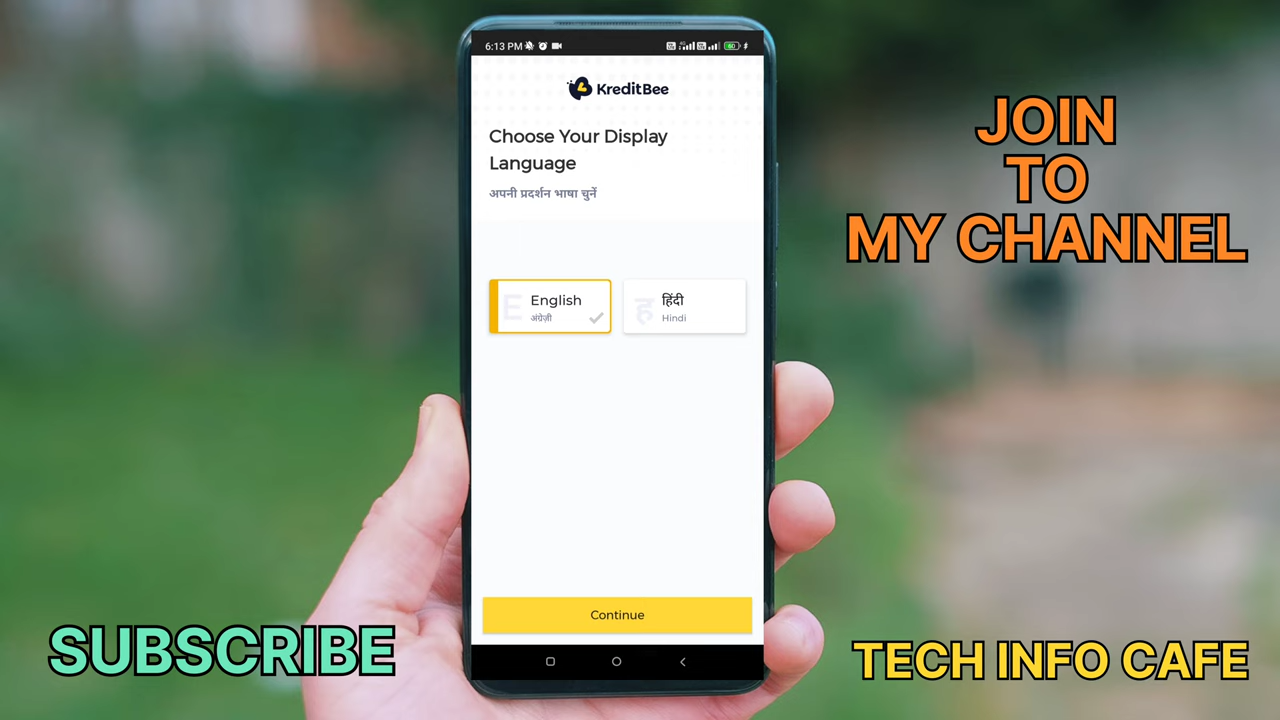 6:13 PM
60
KreditBee
Choose Your Display
Language
अपनी प्रदर्शन भाषा चुनें
E English
अंग्रेज़ी
ह हिंदी
Hindi
Continue
JOIN
TO
MY CHANNEL
SUBSCRIBE
TECH INFO CAFE